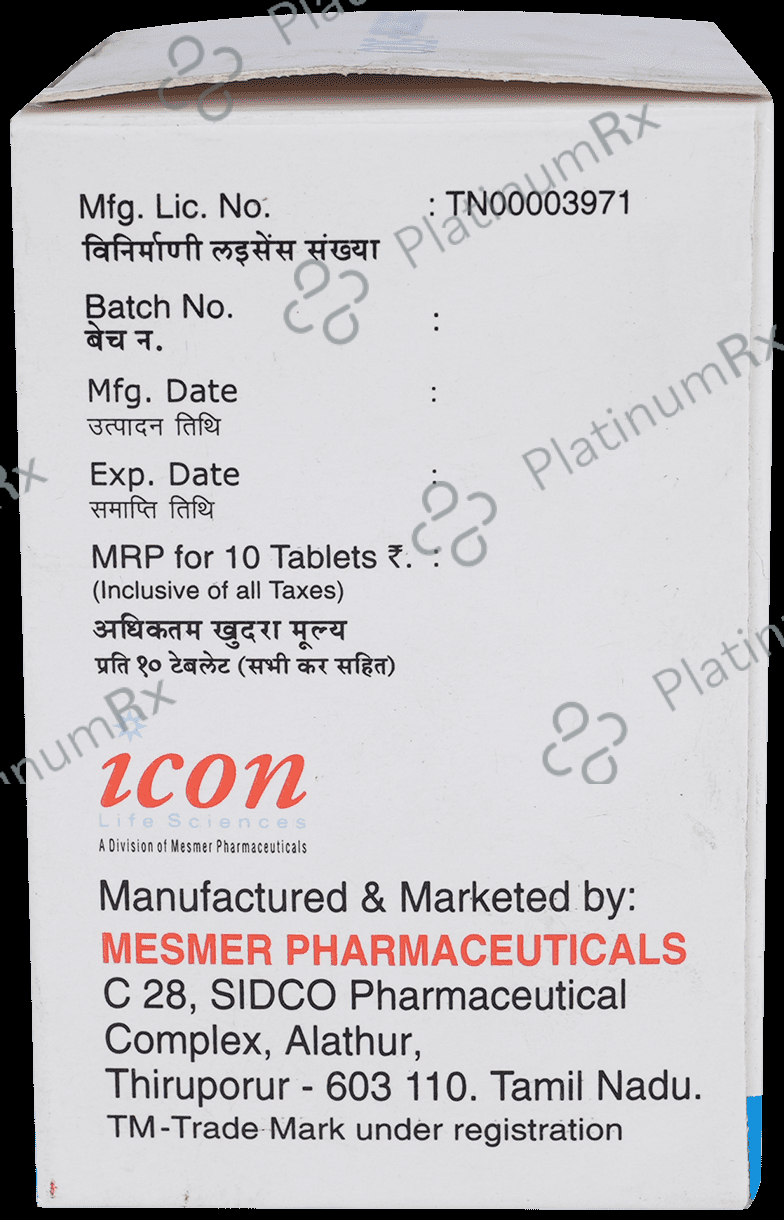 Mfg. Lic. No. : TN00003971
विनिर्माणी लइसेंस संख्या
Batch No. :
बेच न.
Mfg. Date :
उत्पादन तिथि
Exp. Date :
समाप्ति तिथि
MRP for 10 Tablets ₹. :
(Inclusive of all Taxes)
अधिकतम खुदरा मूल्य
प्रति १० टेबलेट (सभी कर सहित)
icon
Life Sciences
A Division of Mesmer Pharmaceuticals
Manufactured & Marketed by:
MESMER PHARMACEUTICALS
C 28, SIDCO Pharmaceutical
Complex, Alathur,
Thiruporur - 603 110. Tamil Nadu.
TM-Trade Mark under registration
PlatinumRx
PlatinumRx